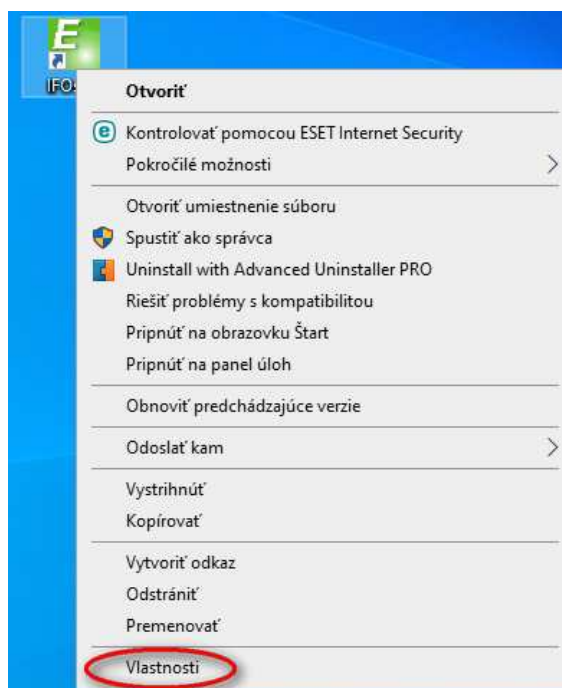 Otvoriť
Kontrolovať pomocou ESET Internet Security
Pokročilé možnosti
Otvoriť umiestnenie súboru
Spustiť ako správca
Uninstall with Advanced Uninstaller PRO
Riešiť problémy s kompatibilitou
Pripnúť na obrazovku Štart
Pripnúť na panel úloh
Obnoviť predchádzajúce verzie
Odoslať kam
Vystrihnúť
Kopírovať
Vytvoriť odkaz
Odstrániť
Premenovať
Vlastnosti